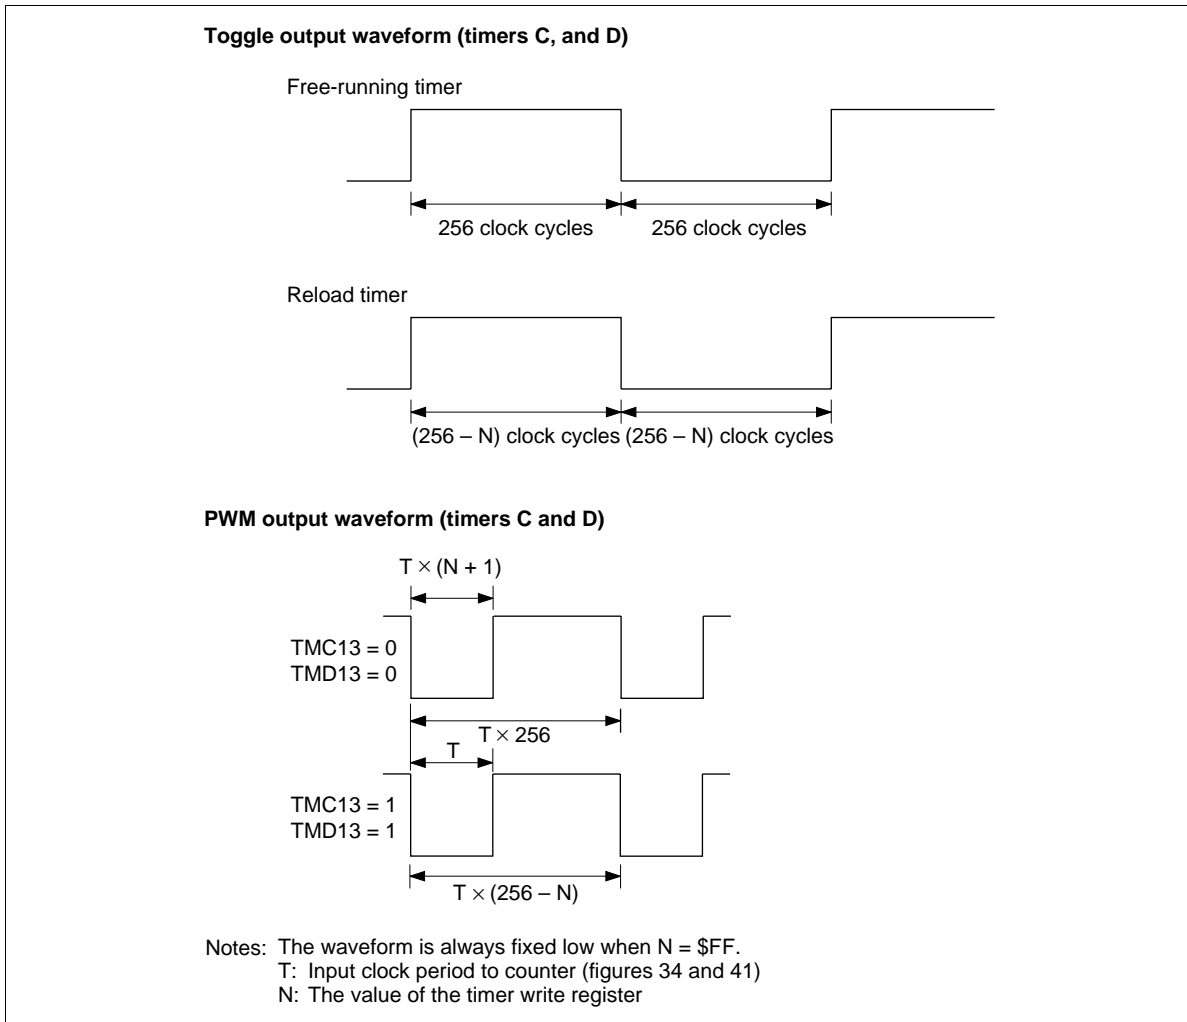 Toggle output waveform (timers C, and D)
Free-running timer
256 clock cycles 256 clock cycles
Reload timer
(256 – N) clock cycles (256 – N) clock cycles
PWM output waveform (timers C and D)
T × (N + 1)
TMC13 = 0
TMD13 = 0
T × 256
T
TMC13 = 1
TMD13 = 1
T × (256 – N)
Notes: The waveform is always fixed low when N = $FF.
T: Input clock period to counter (figures 34 and 41)
N: The value of the timer write register